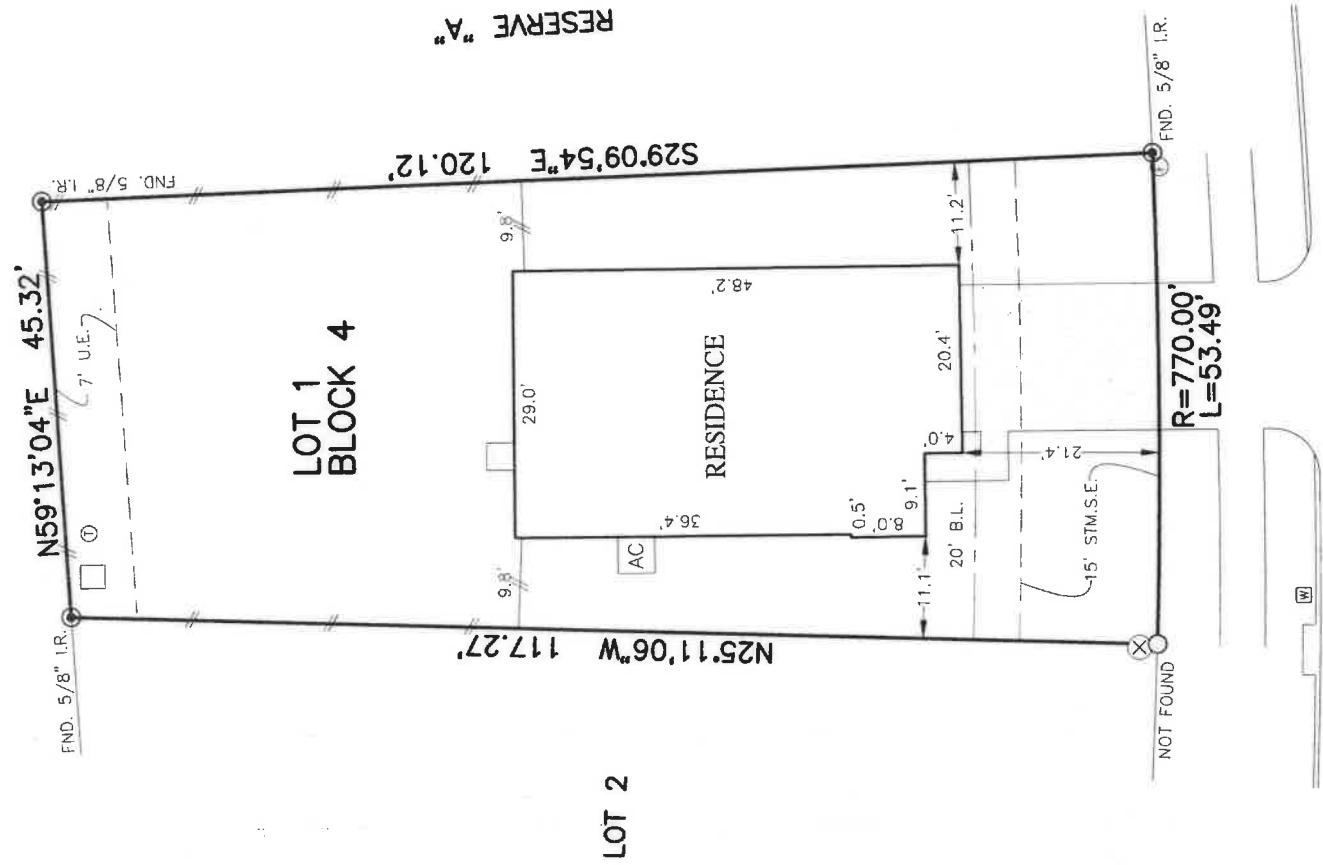 RESERVE "A"
FND. 5/8" I.R.
N59°13'04"E 45.32'
7' U.E.
T
FND. 5/8" I.R.
S29°09'54"E 120.12'
LOT 1
BLOCK 4
9.8'
9.8'
29.0'
48.2'
RESIDENCE
36.4'
AC
0.5'
8.0'
9.1'
4.0'
20.4'
11.2'
11.1'
20' B.L.
21.4'
15' STM.S.E.
N25°11'06"W 117.27'
LOT 2
R=770.00'
L=53.49'
FND. 5/8" I.R.
NOT FOUND
X
W